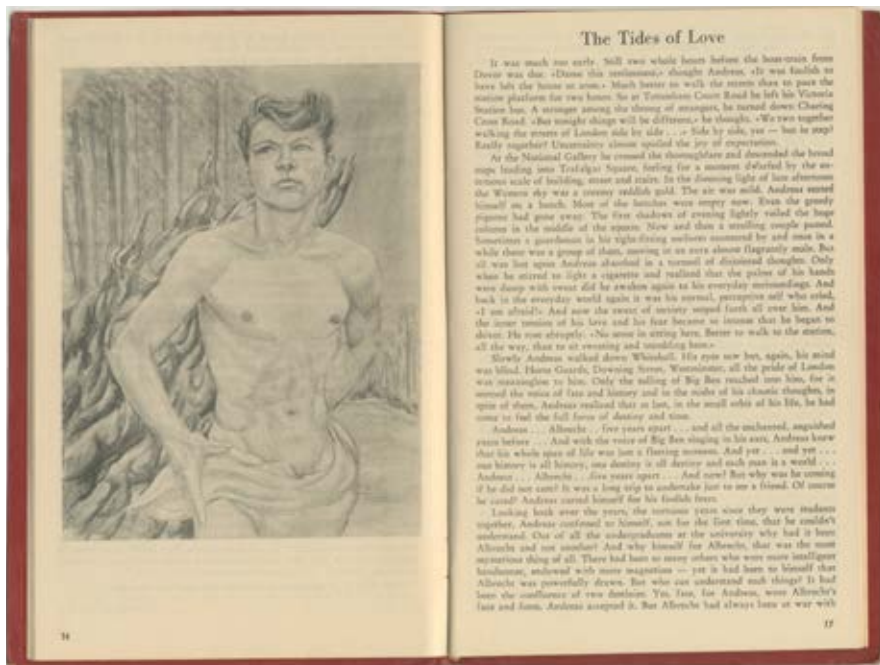 The Tides of Love
It was much too early. Still two whole hours before the boat-train from
Dover was due. «Damn this restlessness,» thought Andreas, «It was foolish to
have left the house so soon.» Much better to walk the streets than to pace the
station platform for two hours. So at Tottenham Court Road he left his Victoria
Station bus. A stranger among the throng of strangers, he turned down Charing
Cross Road. «But tonight things will be different,» he thought. «We two together
walking the streets of London side by side . . .» Side by side, yes — but in step?
Really together? Uncertainty almost spoiled the joy of expectation.
At the National Gallery he crossed the thoroughfare and descended the broad
steps leading into Trafalgar Square, feeling for a moment dwarfed by the
scale of building, street and stairs. In the dimming light of late afternoon
the Western sky was a creamy reddish gold. The air was mild. Andreas seated
himself on a bench. Most of the benches were empty now. Even the greedy
pigeons had gone away. The first shadows of evening lightly veiled the huge
column in the middle of the square. Now and then a strolling couple passed.
Sometimes a guardsman in his tight-fitting uniform sauntered by and once in a
while there was a group of them, moving in an aura almost flagrantly male. But
all was lost upon Andreas absorbed in a turmoil of disjointed thoughts. Only
when he stirred to light a cigarette and realized that the palms of his hands
were damp with sweat did he awaken again to his everyday surroundings. And
back in the everyday world again it was his normal, perceptive self who cried,
«I am afraid!» And now the sweat of anxiety seeped forth all over him. And
the inner tension of his love and his fear became so intense that he began to
shiver. He rose abruptly. «No sense in sitting here. Better to walk to the station,
all the way, than to sit sweating and trembling here.»
Slowly Andreas walked down Whitehall. His eyes saw but, again, his mind
was blind. Horse Guards, Downing Street, Westminster, all the pride of London
was meaningless to him. Only the tolling of Big Ben reached into him, for it
seemed the voice of fate and history and in the midst of his chaotic thoughts, in
spite of them, Andreas realized that at last, in the small orbit of his life, he had
come to feel the full force of destiny and time.
Andreas . . . Albrecht . . . five years apart . . . and all the enchanted, anguished
years before . . . And with the voice of Big Ben singing in his ears, Andreas knew
that his whole span of life was just a fleeting moment. And yet . . . and yet . . .
one history is all history, one destiny is all destiny and each man is a world . . .
Andreas . . . Albrecht . . . five years apart . . . And now? But why was he coming
if he did not care? It was a long trip to undertake just to see a friend. Of course
he cared! Andreas cursed himself for his foolish fears.
Looking back over the years, the tortuous years since they were students
together, Andreas confessed to himself, not for the first time, that he couldn't
understand. Out of all the undergraduates at the university why had it been
Albrecht and not another? And why himself for Albrecht, that was the most
mysterious thing of all. There had been so many others who were more intelligent
handsome, endowed with more magnetism — yet it had been to himself that
Albrecht was powerfully drawn. But who can understand such things? It had
been the confluence of two destinies. Yes, fate, for Andreas, wore Albrecht's
face and form. Andreas accepted it. But Albrecht had always been at war with
16
17